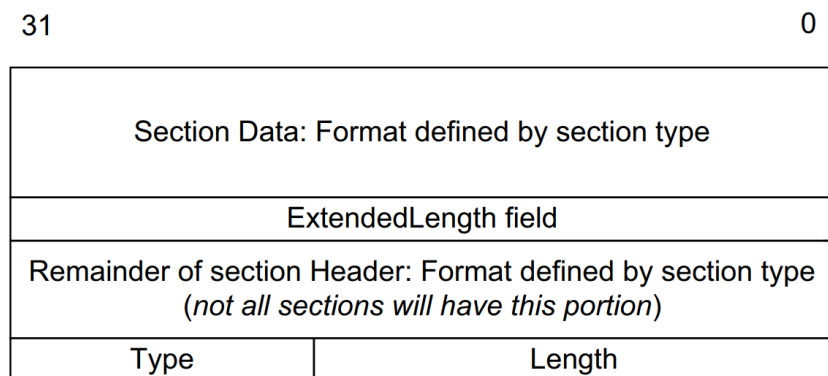 31 0
Section Data: Format defined by section type
ExtendedLength field
Remainder of section Header: Format defined by section type
(not all sections will have this portion)
Type Length